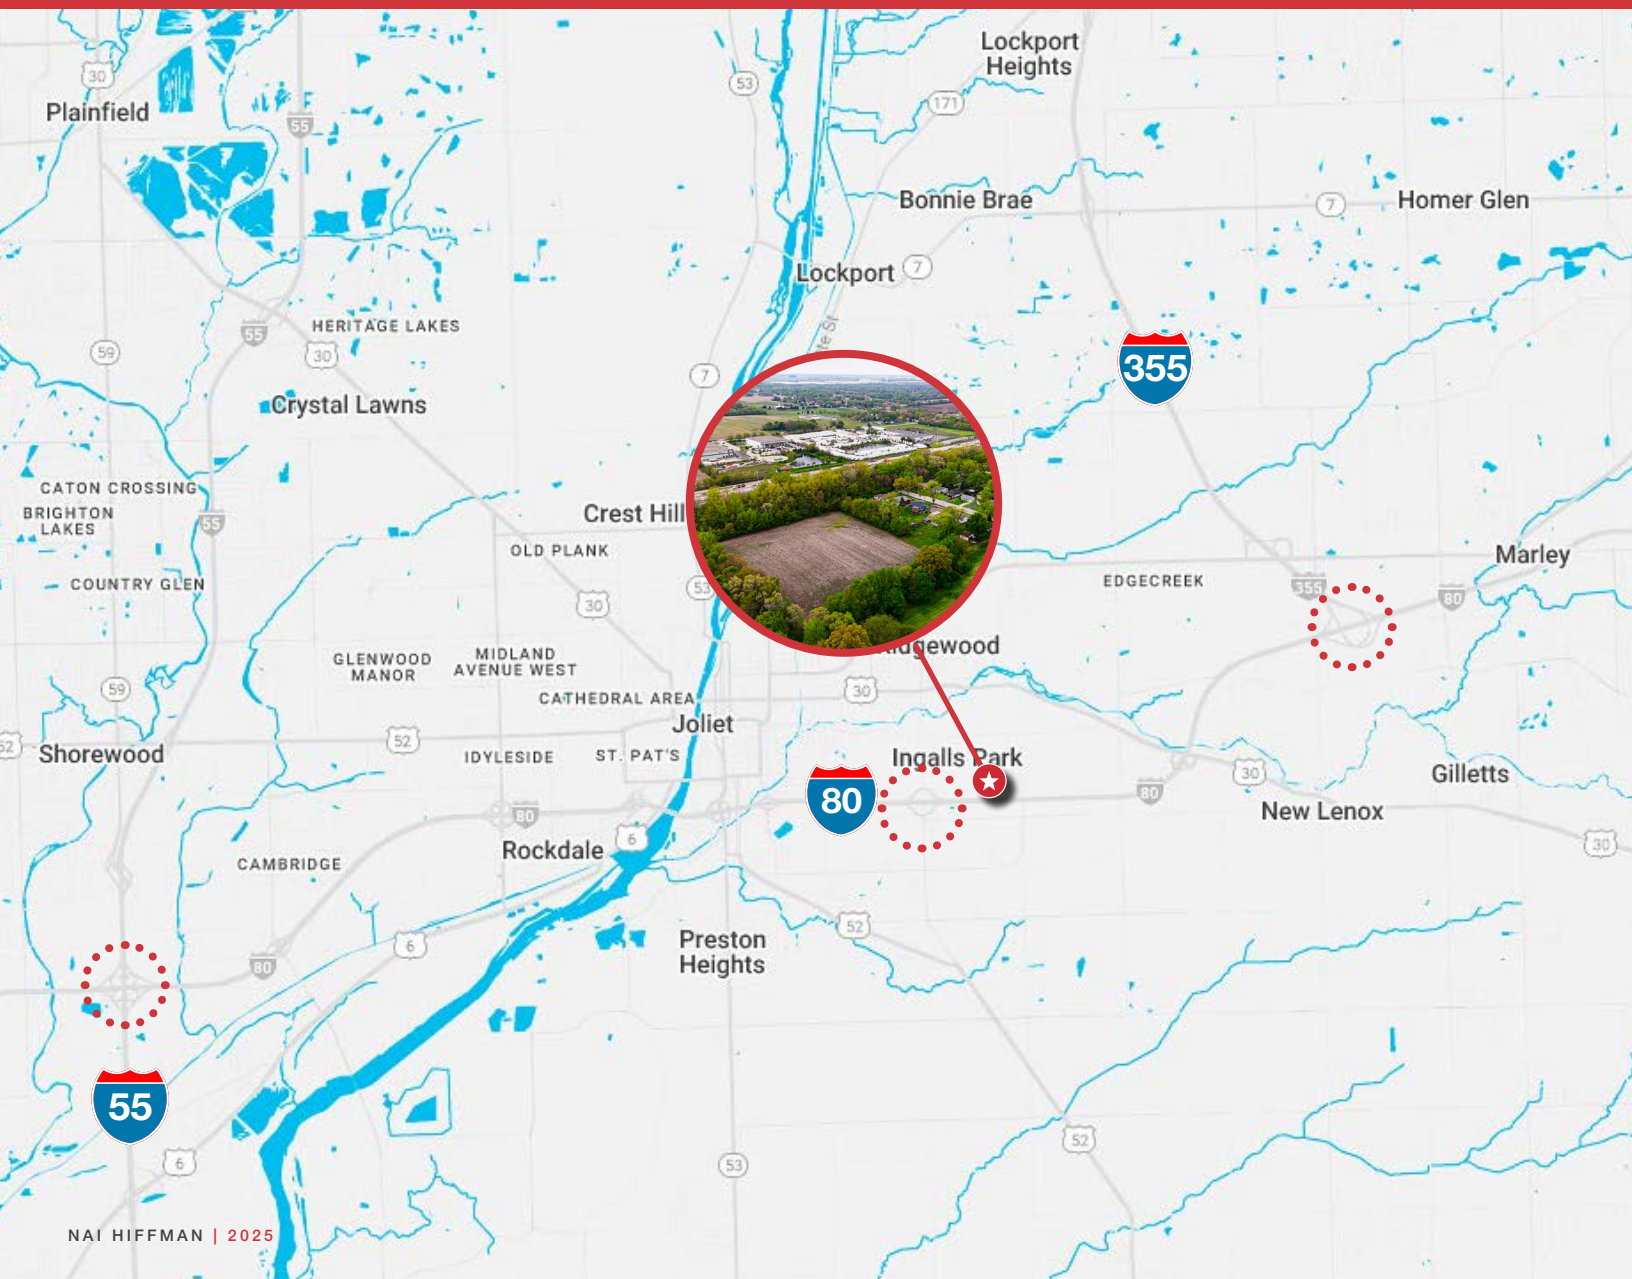 Lockport
Heights
30
53
171
Plainfield
55
Bonnie Brae
7
Homer Glen
Lockport
7
HERITAGE LAKES
55
59
30
355
7
Crystal Lawns
CATON CROSSING
BRIGHTON
LAKES
55
Crest Hill
OLD PLANK
Marley
COUNTRY GLEN
EDGECREEK
53
355
80
30
MIDLAND
AVENUE WEST
GLENWOOD
MANOR
59
30
CATHEDRAL AREA
Joliet
52
52
Shorewood
IDYLESIDE
ST. PAT'S
Ingalls Park
30
Gilletts
80
80
New Lenox
80
6
Rockdale
30
CAMBRIDGE
52
Preston
Heights
6
80
55
52
6
53
NAI HIFFMAN | 2025